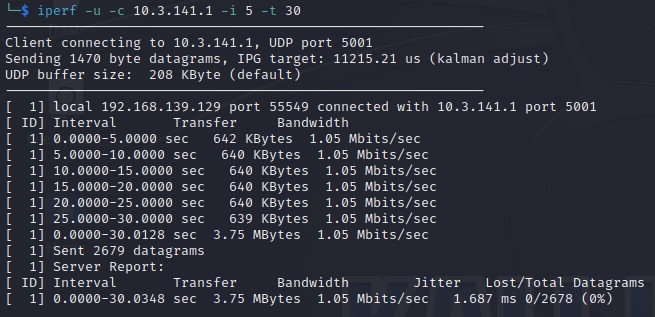 └─$ iperf -u -c 10.3.141.1 -i 5 -t 30
------------------------------------------------------------
Client connecting to 10.3.141.1, UDP port 5001
Sending 1470 byte datagrams, IPG target: 11215.21 us (kalman adjust)
UDP buffer size:  208 KByte (default)
------------------------------------------------------------
[  1] local 192.168.139.129 port 55549 connected with 10.3.141.1 port 5001
[ ID] Interval       Transfer     Bandwidth
[  1] 0.0000-5.0000 sec   642 KBytes  1.05 Mbits/sec
[  1] 5.0000-10.0000 sec   640 KBytes  1.05 Mbits/sec
[  1] 10.0000-15.0000 sec   640 KBytes  1.05 Mbits/sec
[  1] 15.0000-20.0000 sec   640 KBytes  1.05 Mbits/sec
[  1] 20.0000-25.0000 sec   640 KBytes  1.05 Mbits/sec
[  1] 25.0000-30.0000 sec   639 KBytes  1.05 Mbits/sec
[  1] 0.0000-30.0128 sec  3.75 MBytes  1.05 Mbits/sec
[  1] Sent 2679 datagrams
[  1] Server Report:
[ ID] Interval       Transfer     Bandwidth        Jitter   Lost/Total Datagrams
[  1] 0.0000-30.0348 sec  3.75 MBytes  1.05 Mbits/sec   1.687 ms 0/2678 (0%)